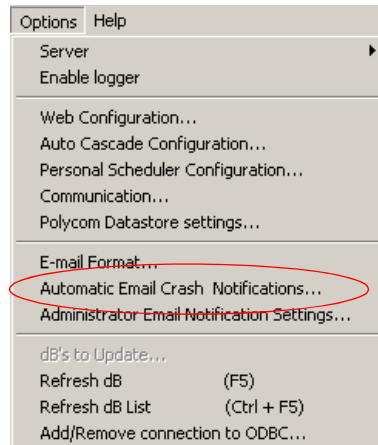 Options Help
Server
Enable logger
Web Configuration...
Auto Cascade Configuration...
Personal Scheduler Configuration...
Communication...
Polycom Datastore settings...
E-mail Format...
Automatic Email Crash Notifications...
Administrator Email Notification Settings...
dB's to Update...
Refresh dB (F5)
Refresh dB List (Ctrl + F5)
Add/Remove connection to ODBC...